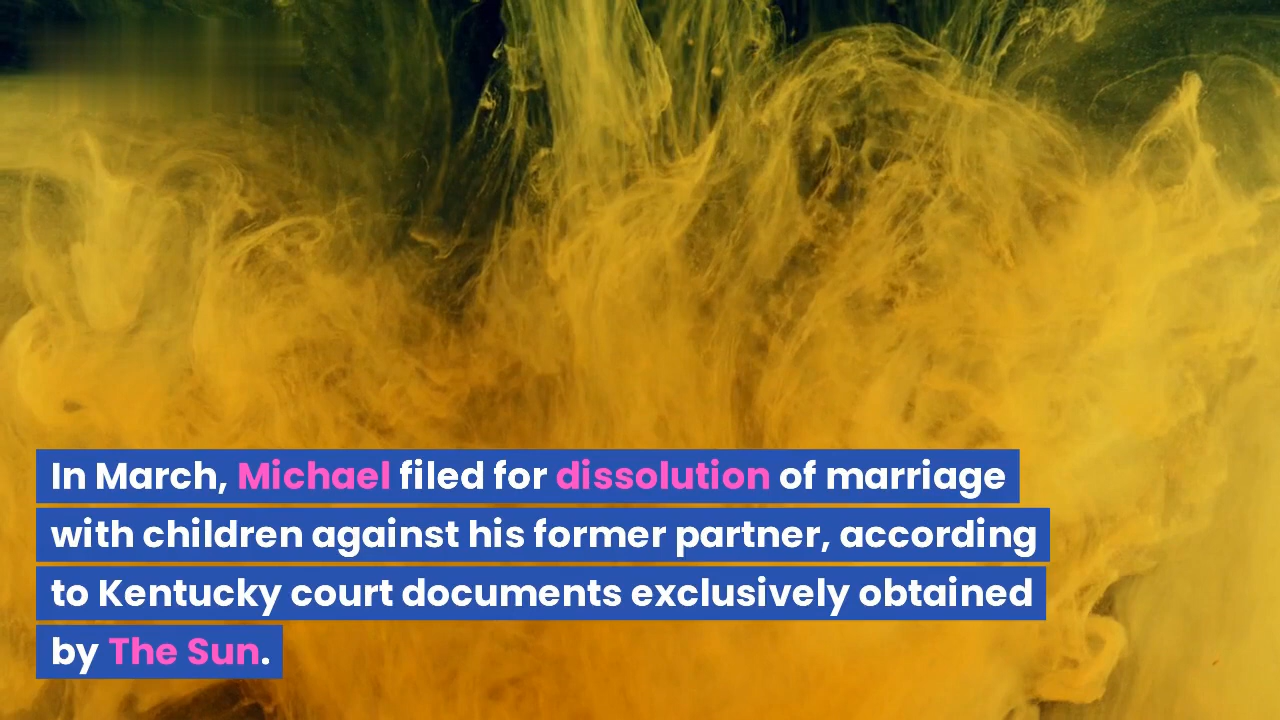 In March, Michael filed for dissolution of marriage
with children against his former partner, according
to Kentucky court documents exclusively obtained
by The Sun.